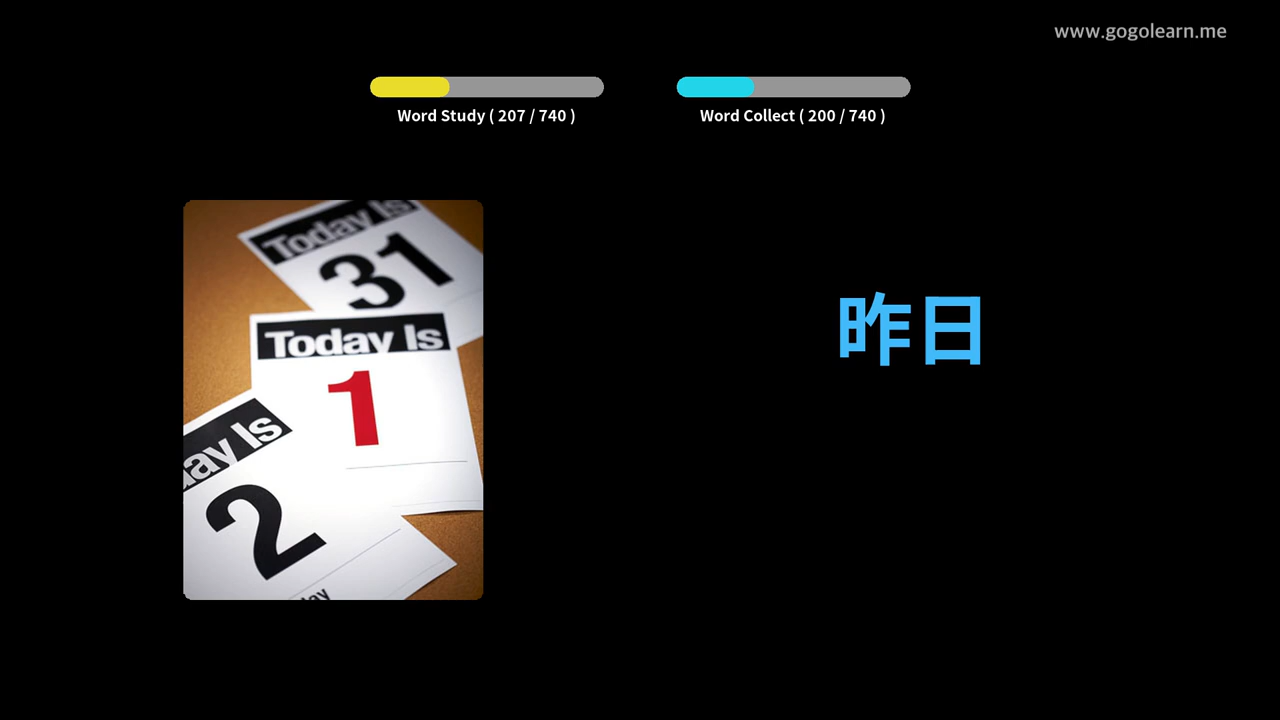 www.gogolearn.me
Word Study ( 207 / 740 )
Word Collect ( 200 / 740 )
Today Is
31
Today Is
1
ay Is
2
ay
昨日